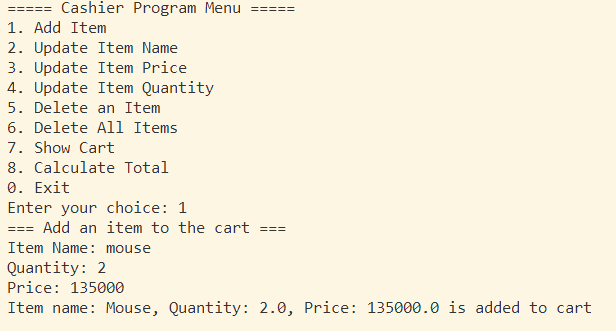 ===== Cashier Program Menu =====
1. Add Item
2. Update Item Name
3. Update Item Price
4. Update Item Quantity
5. Delete an Item
6. Delete All Items
7. Show Cart
8. Calculate Total
0. Exit
Enter your choice: 1
=== Add an item to the cart ===
Item Name: mouse
Quantity: 2
Price: 135000
Item name: Mouse, Quantity: 2.0, Price: 135000.0 is added to cart